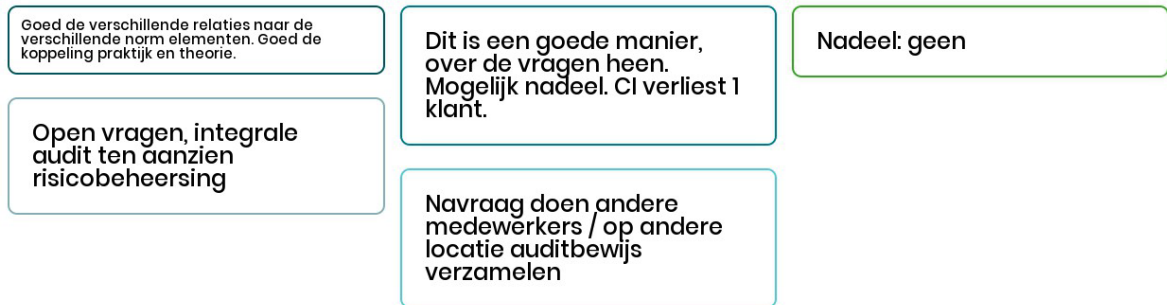 Goed de verschillende relaties naar de
verschillende norm elementen. Goed de
koppeling praktijk en theorie.
Open vragen, integrale
audit ten aanzien
risicobeheersing
Dit is een goede manier,
over de vragen heen.
Mogelijk nadeel. CI verliest 1
klant.
Navraag doen andere
medewerkers / op andere
locatie auditbewijs
verzamelen
Nadeel: geen